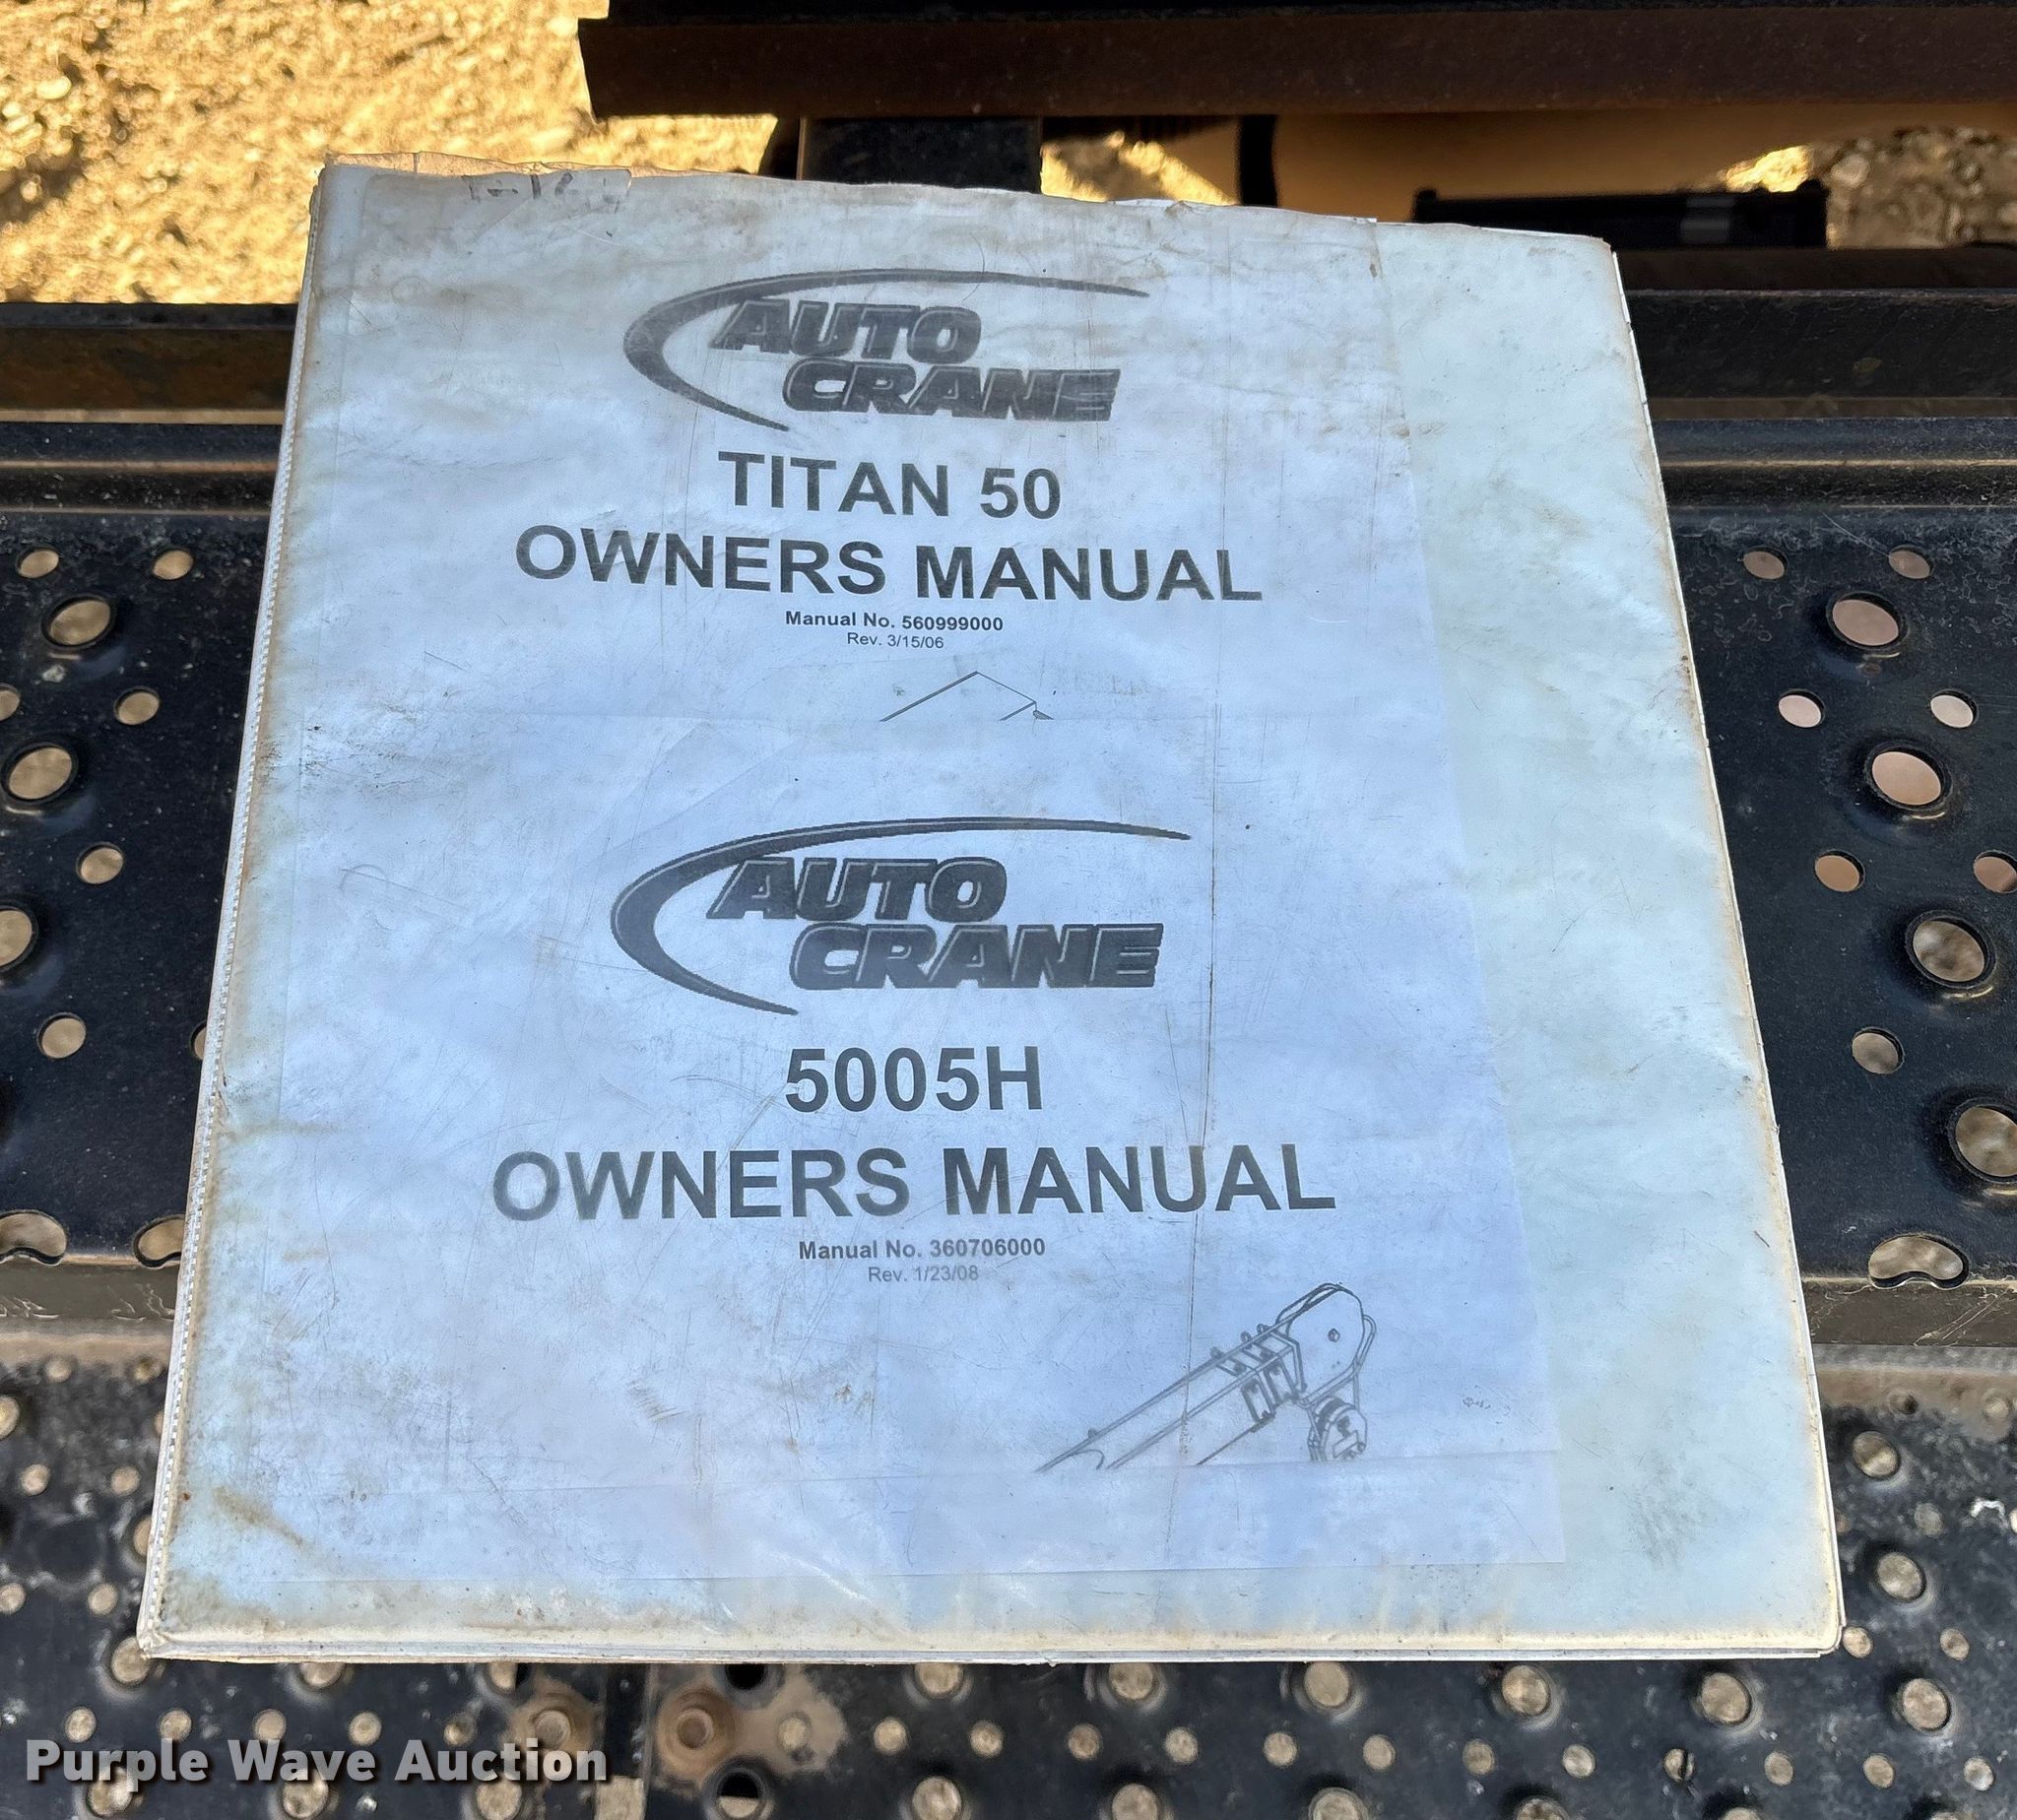 AUTO
CRANE
TITAN 50
OWNERS MANUAL
Manual No. 560999000
Rev. 3/15/06
AUTO
CRANE
5005H
OWNERS MANUAL
Manual No. 360706000
Rev. 1/23/08
Purple Wave Auction